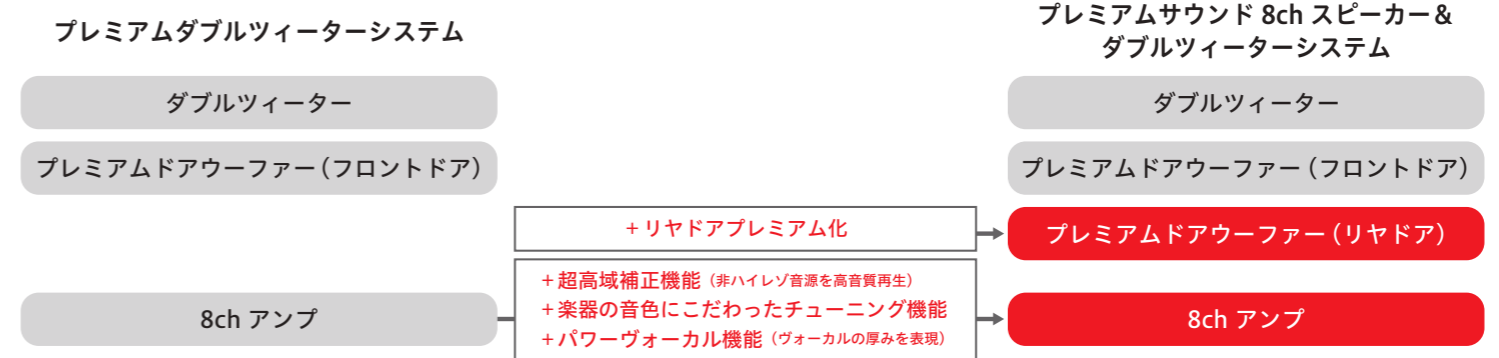 プレミアムダブルツィーターシステム
ダブルツィーター
プレミアムドアウーファー（フロントドア）
8ch アンプ
+リヤドアプレミアム化
+超高域補正機能（非ハイレゾ音源を高音質再生）
+楽器の音色にこだわったチューニング機能
+パワーヴォーカル機能（ヴォーカルの厚みを表現）
プレミアムサウンド 8ch スピーカー＆
ダブルツィーターシステム
ダブルツィーター
プレミアムドアウーファー（フロントドア）
プレミアムドアウーファー（リヤドア）
8ch アンプ